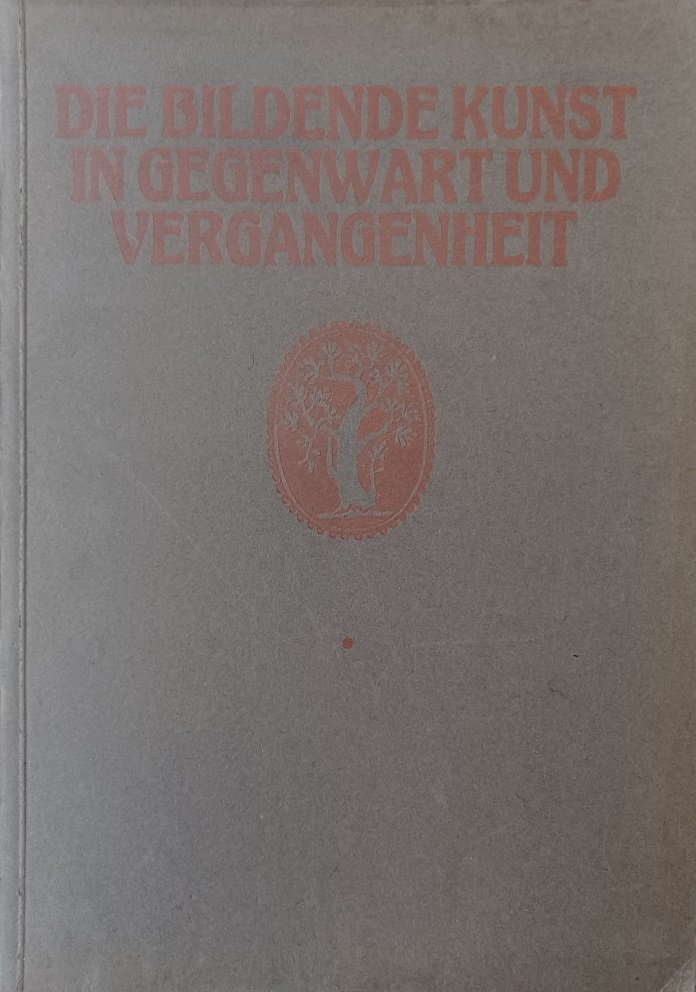 DIE BILDENDE KUNST
IN GEGENWART UND
VERGANGENHEIT